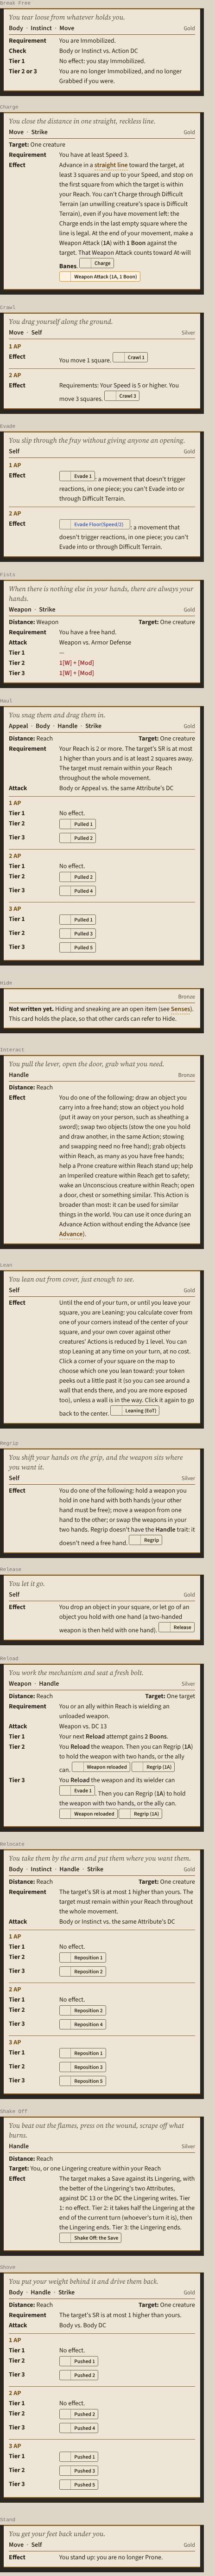 Break Free
You tear loose from whatever holds you.
Body · Instinct · Move Gold
Requirement You are Immobilized.
Check Body or Instinct vs. Action DC
Tier 1 No effect: you stay Immobilized.
Tier 2 or 3 You are no longer Immobilized, and no longer
Grabbed if you were.
Charge
You close the distance in one straight, reckless line.
Move · Strike Gold
Target: One creature
Requirement You have at least Speed 3.
Effect Advance in a straight line toward the target, at
least 3 squares and up to your Speed, and stop on
the first square from which the target is within
your Reach. You can't Charge through Difficult
Terrain (an unwilling creature's space is Difficult
Terrain), even if you have movement left: the
Charge ends in the last empty square where the
line is legal. At the end of your movement, make a
Weapon Attack (1A) with 1 Boon against the
target. That Weapon Attack counts toward At-will
Banes. Charge
Weapon Attack (1A, 1 Boon)
Crawl
You drag yourself along the ground.
Move · Self Silver
1 AP
Effect You move 1 square. Crawl 1
2 AP
Effect Requirements: Your Speed is 5 or higher. You
move 3 squares. Crawl 3
Evade
You slip through the fray without giving anyone an opening.
Self Gold
1 AP
Effect Evade 1 : a movement that doesn't trigger
reactions, in one piece; you can't Evade into or
through Difficult Terrain.
2 AP
Effect Evade Floor(Speed/2) : a movement that
doesn't trigger reactions, in one piece; you can't
Evade into or through Difficult Terrain.
Fists
When there is nothing else in your hands, there are always your
hands.
Weapon · Strike Gold
Distance: Weapon Target: One creature
Requirement You have a free hand.
Attack Weapon vs. Armor Defense
Tier 1 —
Tier 2 1[W] + [Mod]
Tier 3 1[W] + [Mod]
Haul
You snag them and drag them in.
Appeal · Body · Handle · Strike Gold
Distance: Reach Target: One creature
Requirement Your Reach is 2 or more. The target's SR is at most
1 higher than yours and is at least 2 squares away.
The target must remain within your Reach
throughout the whole movement.
Attack Body or Appeal vs. the same Attribute's DC
1 AP
Tier 1 No effect.
Tier 2 Pulled 1
Tier 3 Pulled 2
2 AP
Tier 1 No effect.
Tier 2 Pulled 2
Tier 3 Pulled 4
3 AP
Tier 1 Pulled 1
Tier 2 Pulled 3
Tier 3 Pulled 5
Hide
Bronze
Not written yet. Hiding and sneaking are an open item (see Senses).
This card holds the place, so that other cards can refer to Hide.
Interact
You pull the lever, open the door, grab what you need.
Handle Silver
Distance: Reach
Effect You do one of the following: draw an object you
carry into a free hand; stow an object you hold
(put it away on your person, such as sheathing a
sword); swap two objects (stow the one you hold
and draw another, in the same Action; stowing
and swapping need no free hand); grab objects
within Reach, as many as you have free hands;
help a Prone creature within Reach stand up; help
an Imperiled creature within Reach get to safety;
wake an Unconscious creature within Reach; open
a door, chest or something similar. This Action is
broader than most: it can be used for similar
things in the world. You can use it once during an
Advance Action without ending the Advance (see
Advance).
Lean
You lean out from cover, just enough to see.
Self Gold
Effect Until the end of your turn, or until you leave your
square, you are Leaning: you calculate cover from
one of your corners instead of the center of your
square, and your own cover against other
creatures' Actions is reduced by 1 level. You can
stop Leaning at any time on your turn, at no cost.
Click a corner of your square on the map to
choose which one you lean toward: your token
peeks out a little past it (so you can see around a
wall that ends there, and you are more exposed
too), unless a wall is in the way. Click it again to go
back to the center. Leaning (EoT)
Regrip
You shift your hands on the grip, and the weapon sits where
you want it.
Self Silver
Effect You do one of the following: hold a weapon you
hold in one hand with both hands (your other
hand must be free); move a weapon from one
hand to the other; or swap the weapons in your
two hands. Regrip doesn't have the Handle trait: it
doesn't need a free hand. Regrip
Release
You let it go.
Self Gold
Effect You drop an object in your square, or let go of an
object you hold with one hand (a two-handed
weapon is then held with one hand). Release
Reload
You work the mechanism and seat a fresh bolt.
Weapon · Handle Silver
Distance: Reach Target: One target
Requirement You or an ally within Reach is wielding an
unloaded weapon.
Attack Weapon vs. DC 13
Tier 1 Your next Reload attempt gains 2 Boons.
Tier 2 You Reload the weapon. Then you can Regrip (1A)
to hold the weapon with two hands, or the ally
can. Weapon reloaded Regrip (1A)
Tier 3 You Reload the weapon and its wielder can
Evade 1 . Then you can Regrip (1A) to hold
the weapon with two hands, or the ally can.
Weapon reloaded Regrip (1A)
Relocate
You take them by the arm and put them where you want them.
Body · Instinct · Handle · Strike Gold
Distance: Reach Target: One creature
Requirement The target's SR is at most 1 higher than yours. The
target must remain within your Reach throughout
the whole movement.
Attack Body or Instinct vs. the same Attribute's DC
1 AP
Tier 1 No effect.
Tier 2 Reposition 1
Tier 3 Reposition 2
2 AP
Tier 1 No effect.
Tier 2 Reposition 2
Tier 3 Reposition 4
3 AP
Tier 1 Reposition 1
Tier 2 Reposition 3
Tier 3 Reposition 5
Shake Off
You beat out the flames, press on the wound, scrape off what
burns.
Handle Silver
Distance: Reach
Target: You, or one Lingering creature within your Reach
Effect The target makes a Save against its Lingering, with
the better of the Lingering's two Attributes,
against DC 13 or the DC the Lingering writes. Tier
1: no effect. Tier 2: it takes half the Lingering at the
end of the current turn (whoever's turn it is), then
the Lingering ends. Tier 3: the Lingering ends.
Shake Off: the Save
Shove
You put your weight behind it and drive them back.
Body · Handle · Strike Gold
Distance: Reach Target: One creature
Requirement The target's SR is at most 1 higher than yours.
Attack Body vs. Body DC
1 AP
Tier 1 No effect.
Tier 2 Pushed 1
Tier 3 Pushed 2
2 AP
Tier 1 No effect.
Tier 2 Pushed 2
Tier 3 Pushed 4
3 AP
Tier 1 Pushed 1
Tier 2 Pushed 3
Tier 3 Pushed 5
Stand
You get your feet back under you.
Move · Self Silver
Effect You stand up: you are no longer Prone.